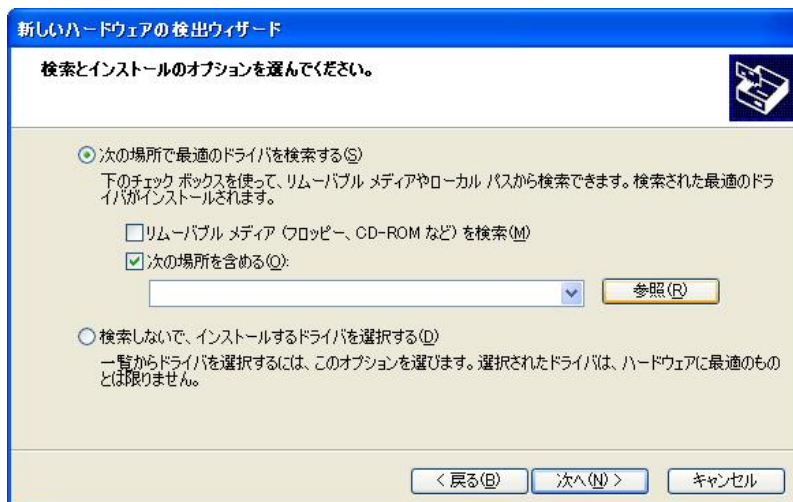 新しいハードウェアの検出ウィザード
検索とインストールのオプションを選んでください。
次の場所で最適のドライバを検索する(S)
下のチェック ボックスを使って、リムーバブル メディアやローカル パスから検索できます。検索された最適のドラ
イバがインストールされます。
リムーバブル メディア (フロッピー、CD-ROM など) を検索(M)
次の場所を含める(O):
参照(R)
検索しないで、インストールするドライバを選択する(D)
一覧からドライバを選択するには、このオプションを選びます。選択されたドライバは、ハードウェアに最適のもの
とは限りません。
< 戻る(B) 次へ(N) > キャンセル